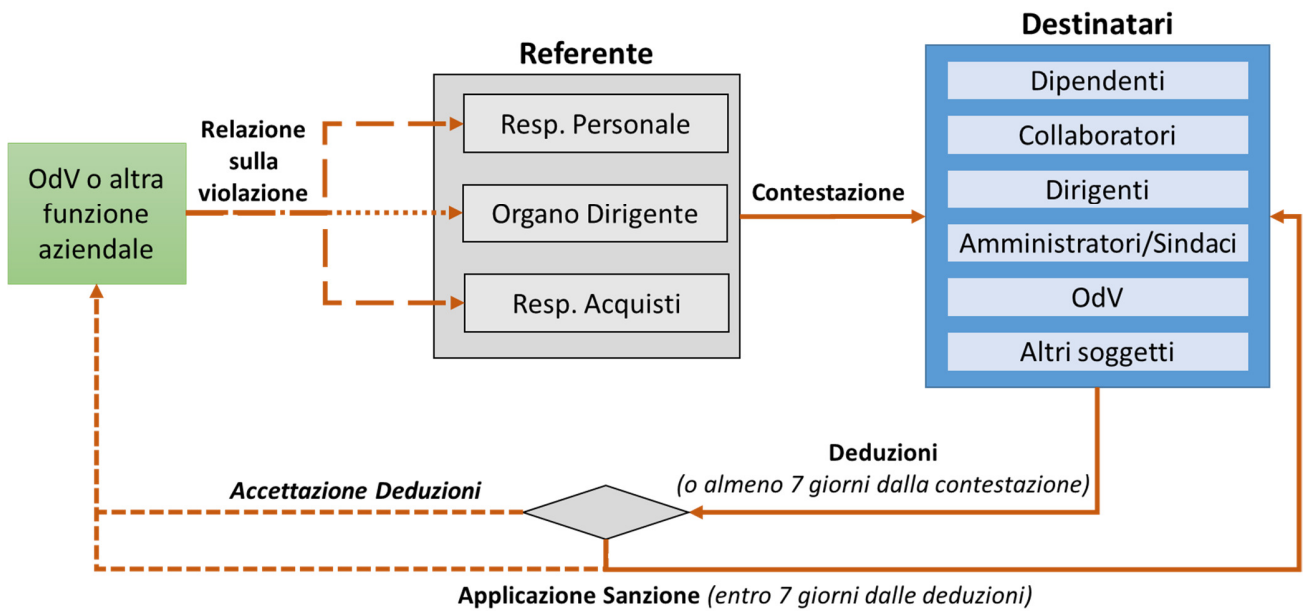 Destinatari
Referente
Dipendenti
Resp. Personale
Relazione
sulla
violazione
Collaboratori
OdV o altra
funzione
aziendale
Organo Dirigente
Contestazione
Dirigenti
Amministratori/Sindaci
Resp. Acquisti
OdV
Altri soggetti
Deduzioni
(o almeno 7 giorni dalla contestazione)
Accettazione Deduzioni
Applicazione Sanzione (entro 7 giorni dalle deduzioni)